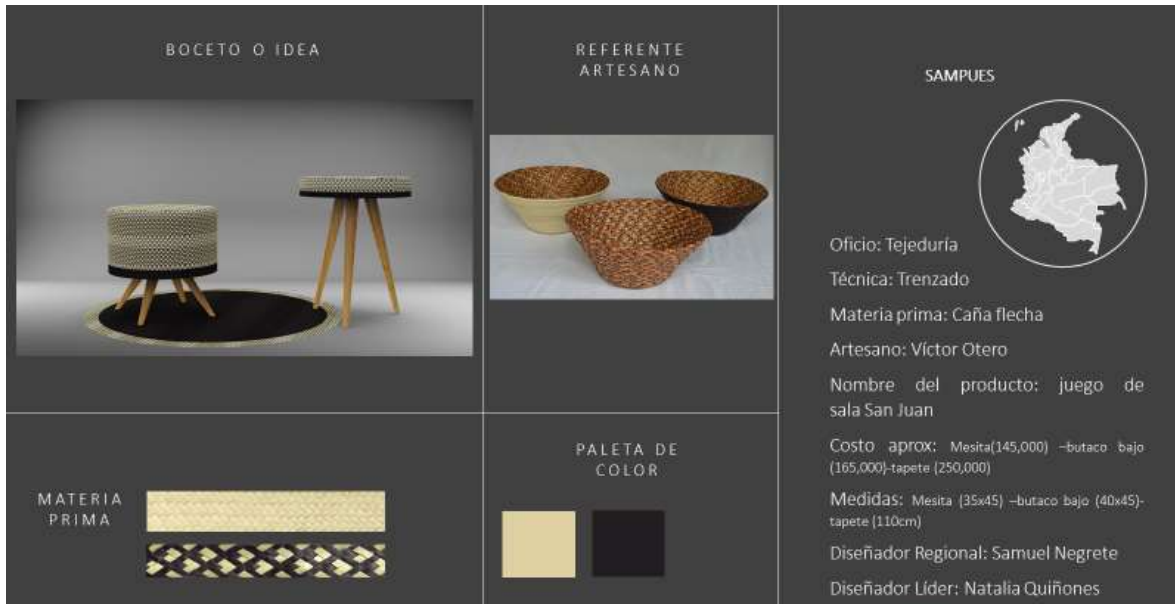 BOCETO O IDEA
REFERENTE
ARTESANO
SAMPUES
Oficio: Tejeduría
Técnica: Trenzado
Materia prima: Caña flecha
Artesano: Víctor Otero
Nombre del producto: juego de
sala San Juan
Costo aprox: Mesita(145,000) –butaco bajo
(165,000)-tapete (250,000)
Medidas: Mesita (35x45) –butaco bajo (40x45)-
tapete (110cm)
Diseñador Regional: Samuel Negrete
Diseñador Líder: Natalia Quiñones
MATERIA
PRIMA
PALETA DE
COLOR